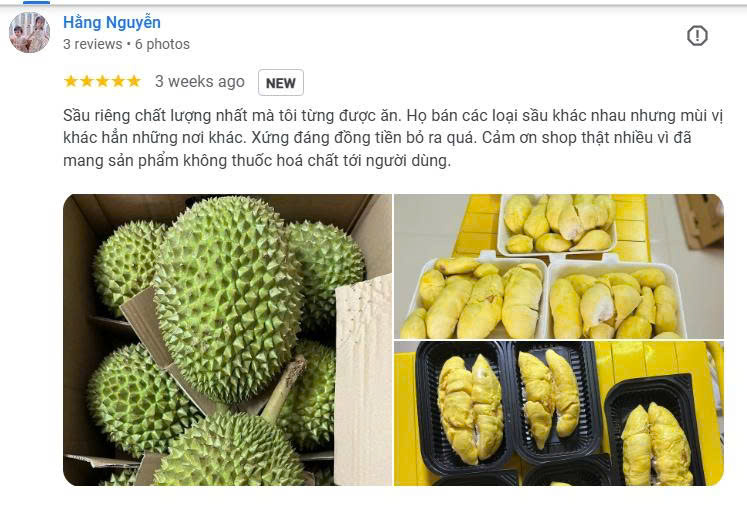 Hằng Nguyễn
3 reviews • 6 photos
★★★★★ 3 weeks ago NEW
Sầu riêng chất lượng nhất mà tôi từng được ăn. Họ bán các loại sầu khác nhau nhưng mùi vị
khác hẳn những nơi khác. Xứng đáng đồng tiền bỏ ra quá. Cảm ơn shop thật nhiều vì đã
mang sản phẩm không thuốc hoá chất tới người dùng.